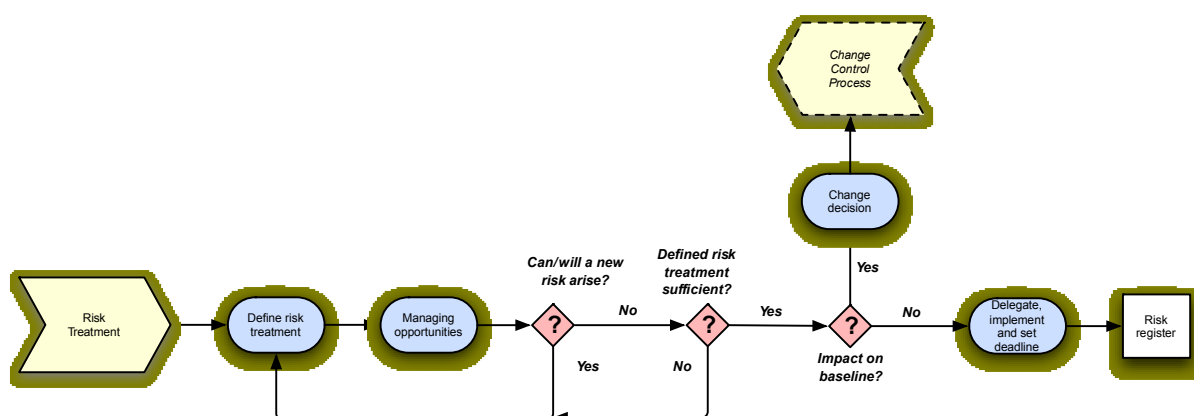 Change
Control
Process
Change
decision
Can/will a new
risk arise?
Defined risk
treatment
sufficient?
Yes
Risk
Treatment
Define risk
treatment
Managing
opportunities
?
No
?
Yes
?
No
Delegate,
implement
and set
deadline
Risk
register
Yes
No
Impact on
baseline?